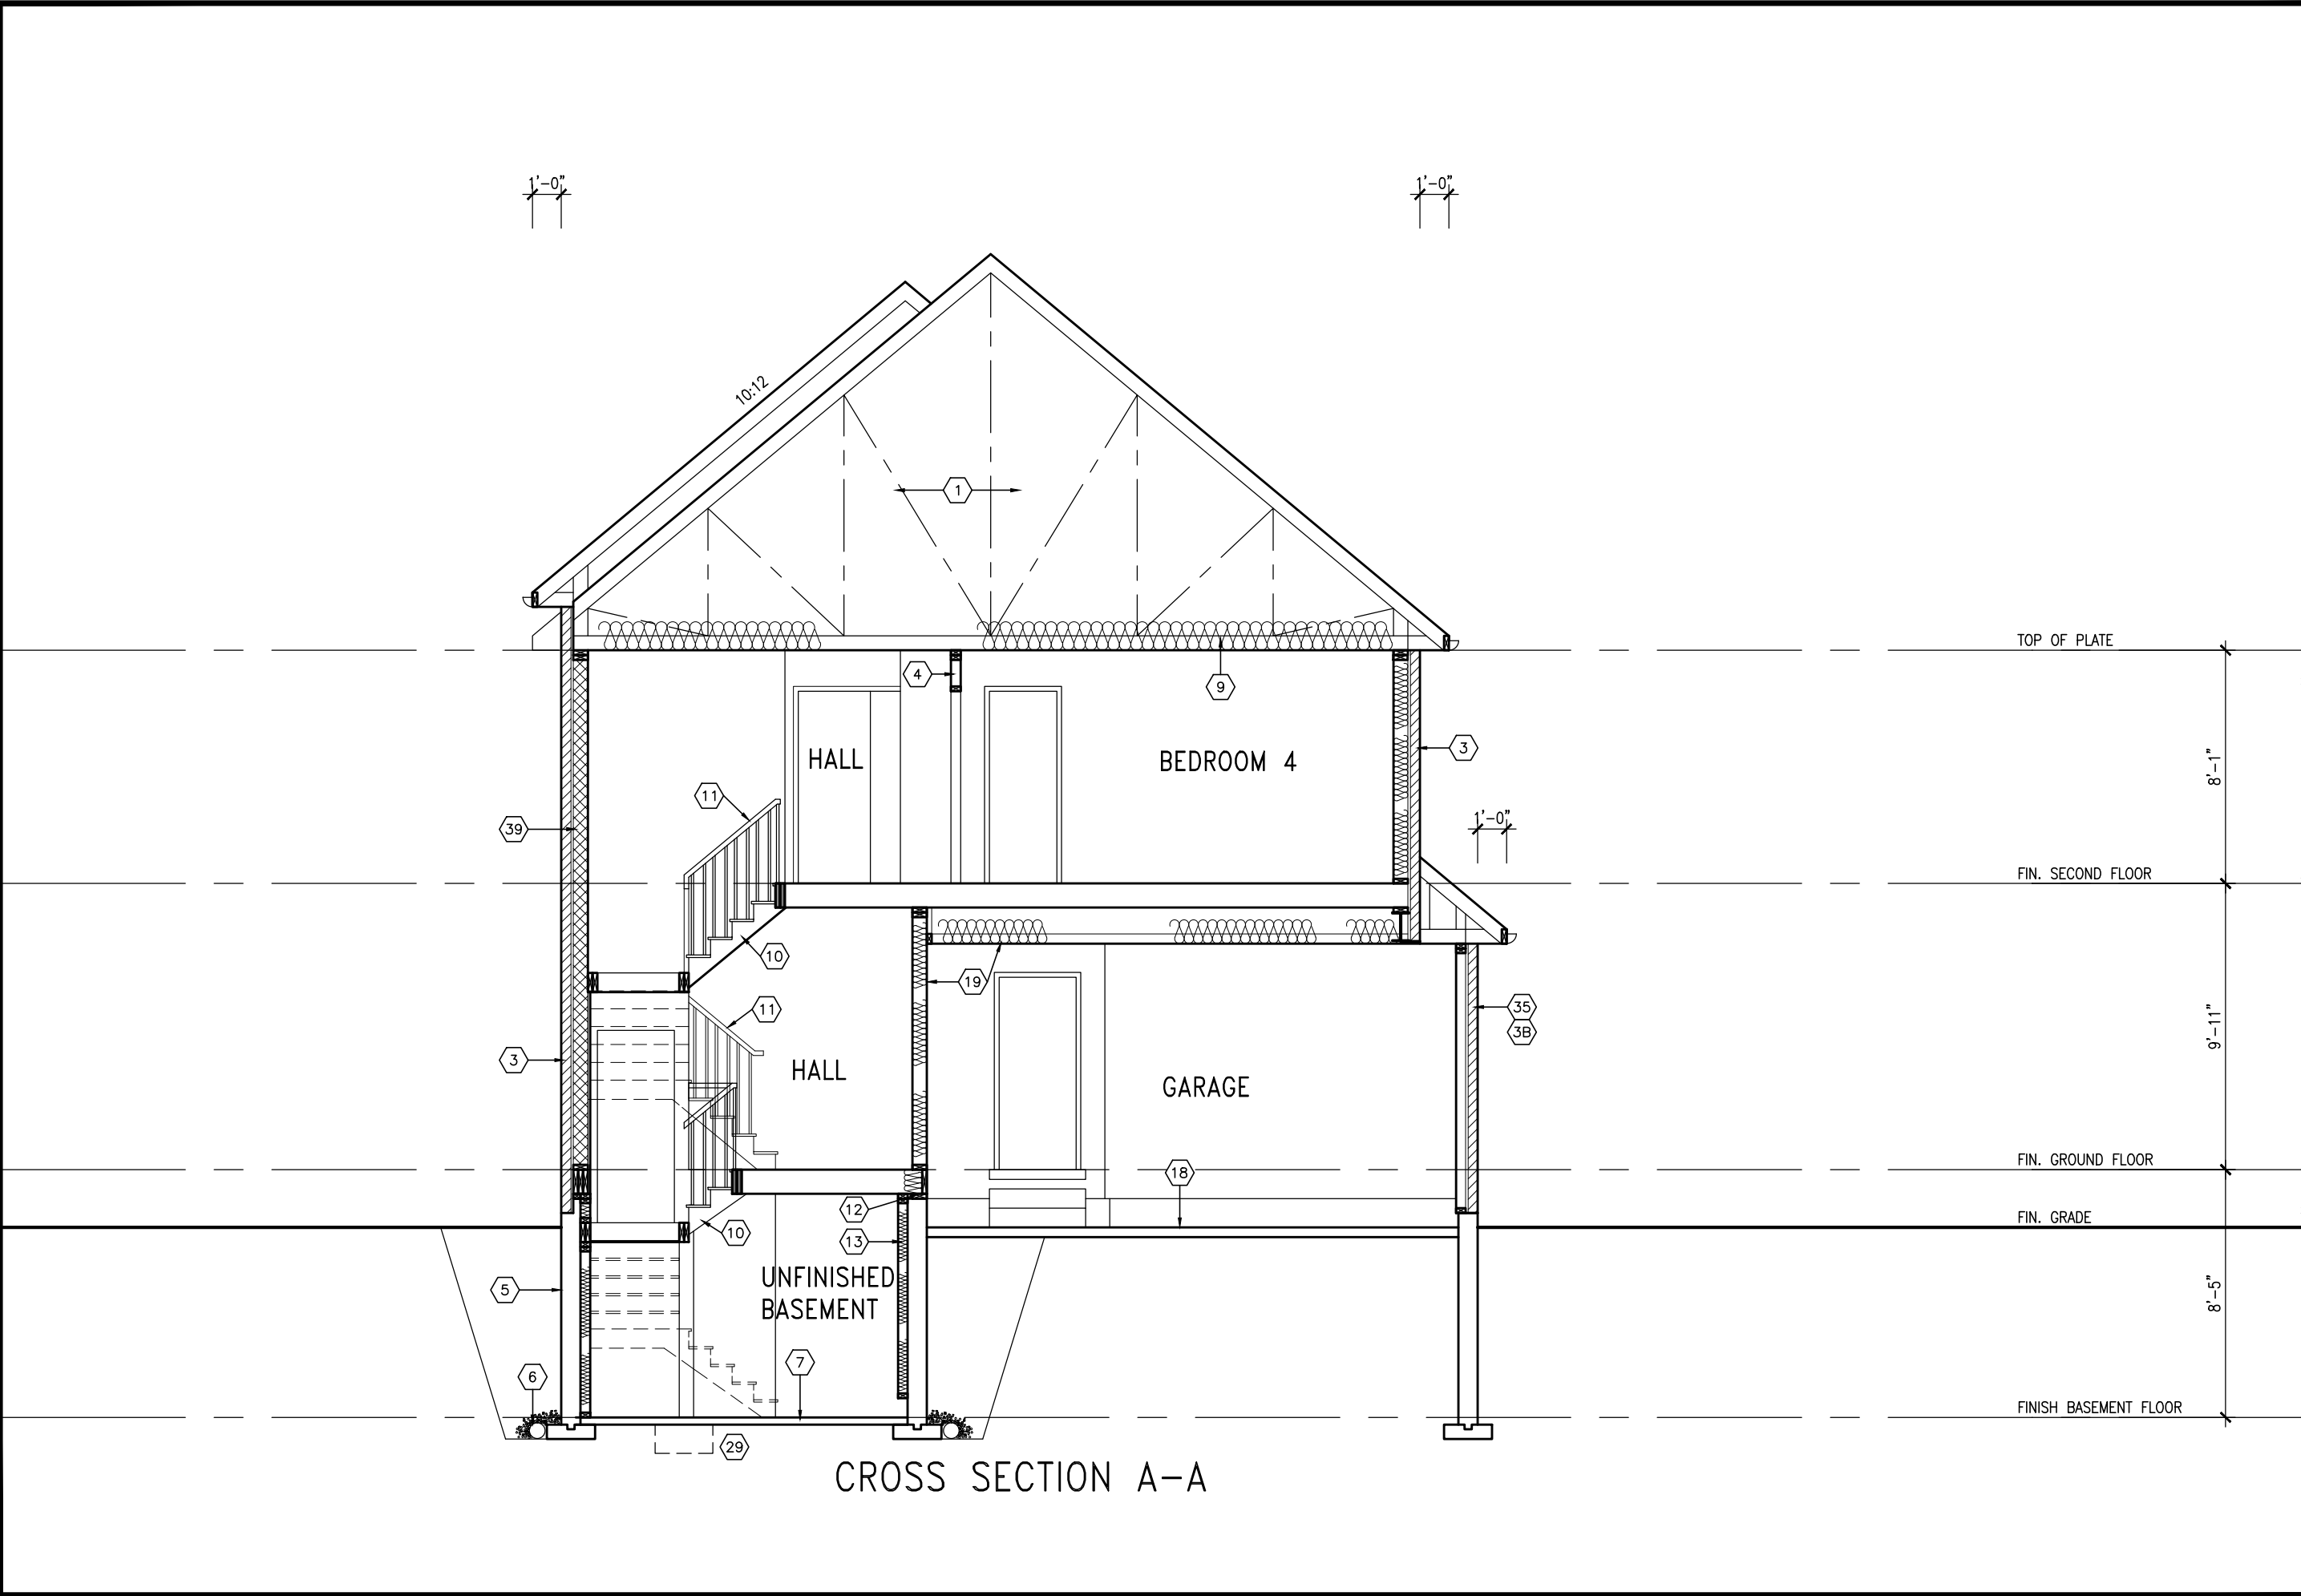 1'-0" 1'-0"
10:12
1
TOP OF PLATE
4
9
HALL
BEDROOM 4
3
8'-1"
11
39
1'-0"
FIN. SECOND FLOOR
10
19
11
35
3B
9'-11"
3
HALL
GARAGE
FIN. GROUND FLOOR
18
12
FIN. GRADE
10
13
UNFINISHED
BASEMENT
5
8'-5"
7
6
FINISH BASEMENT FLOOR
29
CROSS SECTION A-A